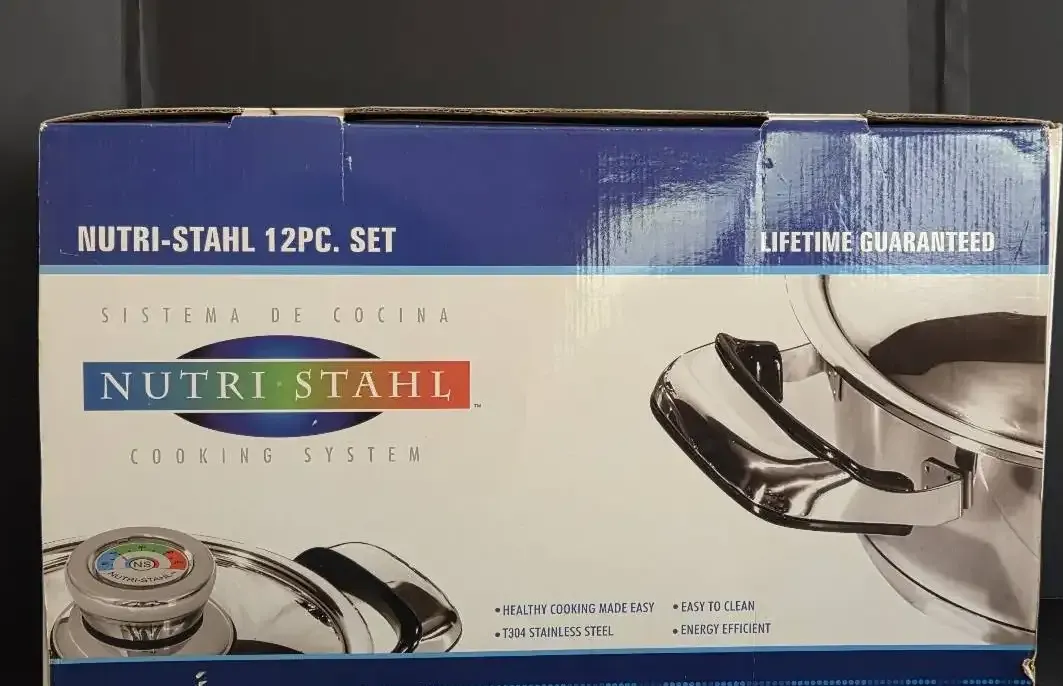 NUTRI-STAHL 12PC. SET
LIFETIME GUARANTEED
SISTEMA DE COCINA
NUTRI·STAHL™
COOKING SYSTEM
NS
NUTRI-STAHL
• HEALTHY COOKING MADE EASY
• T304 STAINLESS STEEL
• EASY TO CLEAN
• ENERGY EFFICIENT